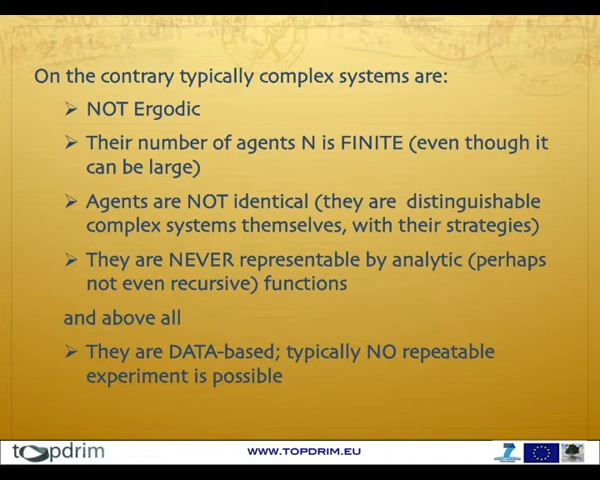 On the contrary typically complex systems are:
➤ NOT Ergodic
➤ Their number of agents N is FINITE (even though it
can be large)
➤ Agents are NOT identical (they are distinguishable
complex systems themselves, with their strategies)
➤ They are NEVER representable by analytic (perhaps
not even recursive) functions
and above all
➤ They are DATA-based; typically NO repeatable
experiment is possible
topdrim
WWW.TOPDRIM.EU
7